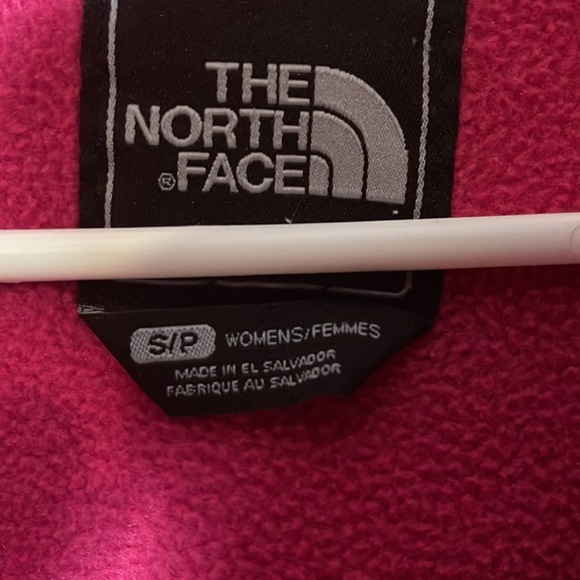 THE
NORTH
®FACE
S/P WOMENS/FEMMES
MADE IN EL SALVADOR
FABRIQUE AU SALVADOR